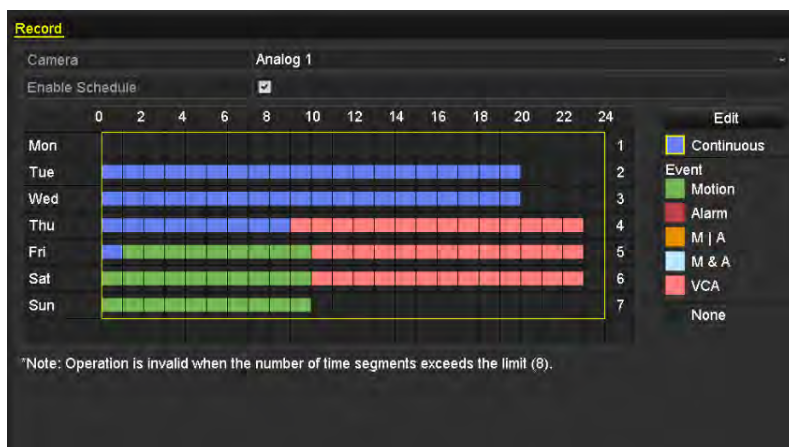 Record
Camera Analog 1
Enable Schedule
0 2 4 6 8 10 12 14 16 18 20 22 24 Edit
Mon 1 Continuous
Tue 2 Event
Wed 3 Motion
Thu 4 Alarm
Fri 5 M | A
M & A
Sat 6 VCA
Sun 7 None
*Note: Operation is invalid when the number of time segments exceeds the limit (8).